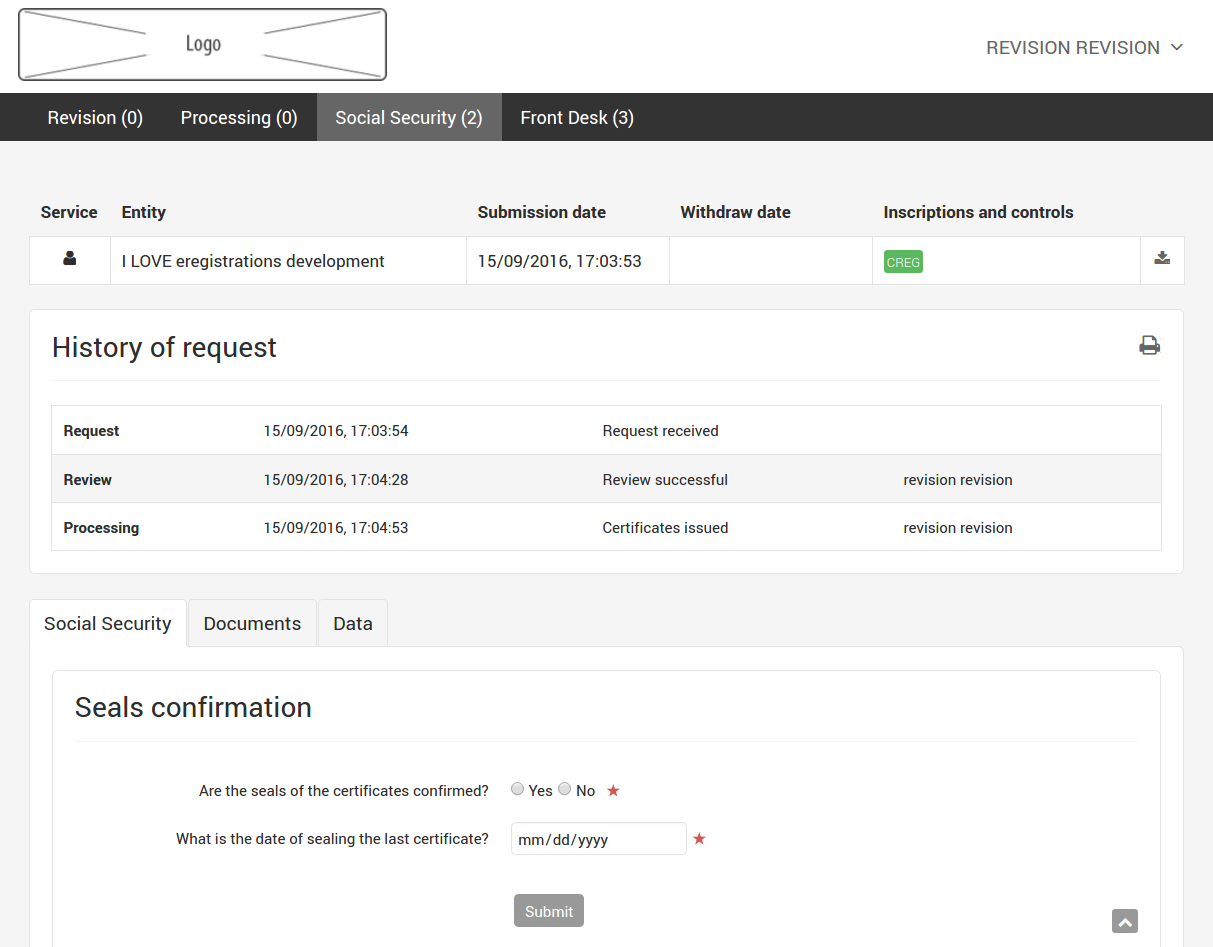 Logo
REVISION REVISION
Revision (0) Processing (0) Social Security (2) Front Desk (3)
Service Entity Submission date Withdraw date Inscriptions and controls
I LOVE eregistrations development 15/09/2016, 17:03:53 CREG
History of request
Request 15/09/2016, 17:03:54 Request received
Review 15/09/2016, 17:04:28 Review successful revision revision
Processing 15/09/2016, 17:04:53 Certificates issued revision revision
Social Security Documents Data
Seals confirmation
Are the seals of the certificates confirmed? Yes No
What is the date of sealing the last certificate? mm/dd/yyyy
Submit